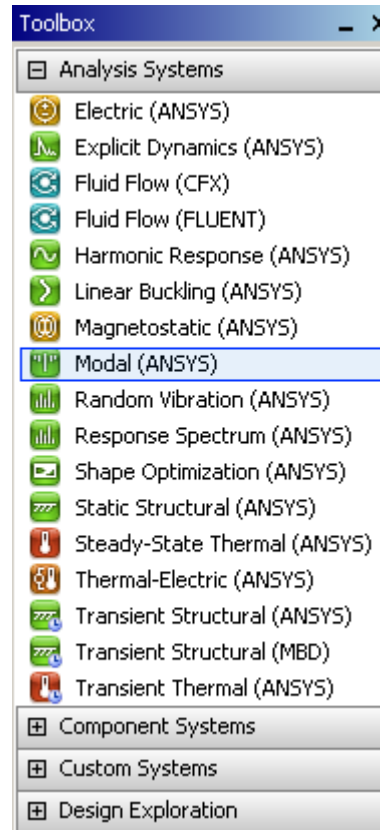 Toolbox
Analysis Systems
Electric (ANSYS)
Explicit Dynamics (ANSYS)
Fluid Flow (CFX)
Fluid Flow (FLUENT)
Harmonic Response (ANSYS)
Linear Buckling (ANSYS)
Magnetostatic (ANSYS)
Modal (ANSYS)
Random Vibration (ANSYS)
Response Spectrum (ANSYS)
Shape Optimization (ANSYS)
Static Structural (ANSYS)
Steady-State Thermal (ANSYS)
Thermal-Electric (ANSYS)
Transient Structural (ANSYS)
Transient Structural (MBD)
Transient Thermal (ANSYS)
Component Systems
Custom Systems
Design Exploration